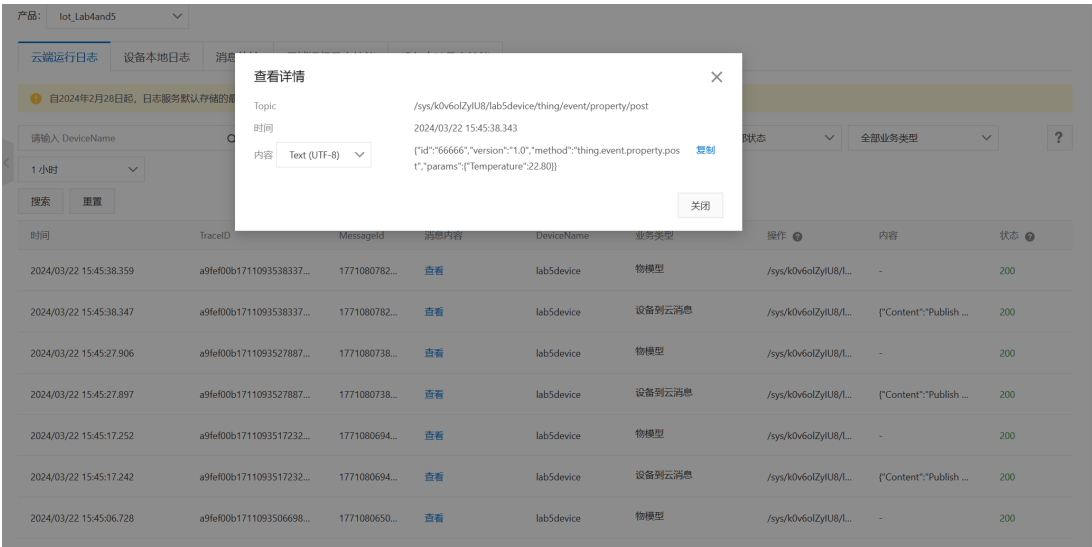 产品: Iot_Lab4and5
云端运行日志 设备本地日志
查看详情
自2024年2月28日起，日志服务默认存储的
Topic /sys/k0v6olZyIU8/lab5device/thing/event/property/post
时间 2024/03/22 15:45:38.343
请输入 DeviceName 全部业务类型 ?
内容 Text (UTF-8) {"id":"66666","version":"1.0","method":"thing.event.property.pos 复制
t","params":{"Temperature":22.80}}
1 小时
搜索 重置 关闭
时间 TraceID MessageId 消息内容 DeviceName 业务类型 操作 ? 内容 状态 ?
2024/03/22 15:45:38.359 a9fef00b1711093538337... 1771080782... 查看 lab5device 物模型 /sys/k0v6olZyIU8/l... - 200
2024/03/22 15:45:38.347 a9fef00b1711093538337... 1771080782... 查看 lab5device 设备到云消息 /sys/k0v6olZyIU8/l... {"Content":"Publish ... 200
2024/03/22 15:45:27.906 a9fef00b1711093527887... 1771080738... 查看 lab5device 物模型 /sys/k0v6olZyIU8/l... - 200
2024/03/22 15:45:27.897 a9fef00b1711093527887... 1771080738... 查看 lab5device 设备到云消息 /sys/k0v6olZyIU8/l... {"Content":"Publish ... 200
2024/03/22 15:45:17.252 a9fef00b1711093517232... 1771080694... 查看 lab5device 物模型 /sys/k0v6olZyIU8/l... - 200
2024/03/22 15:45:17.242 a9fef00b1711093517232... 1771080694... 查看 lab5device 设备到云消息 /sys/k0v6olZyIU8/l... {"Content":"Publish ... 200
2024/03/22 15:45:06.728 a9fef00b1711093506698... 1771080650... 查看 lab5device 物模型 /sys/k0v6olZyIU8/l... - 200